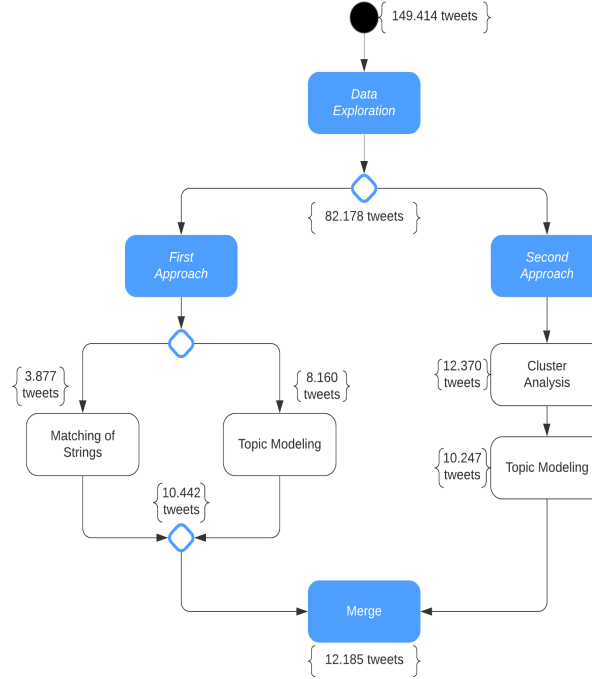 149.414 tweets
Data
Exploration
82.178 tweets
First
Approach
Second
Approach
3.877
tweets
8.160
tweets
12.370
tweets
Cluster
Analysis
Matching of
Strings
Topic Modeling
10.247
tweets
Topic Modeling
10.442
tweets
Merge
12.185 tweets